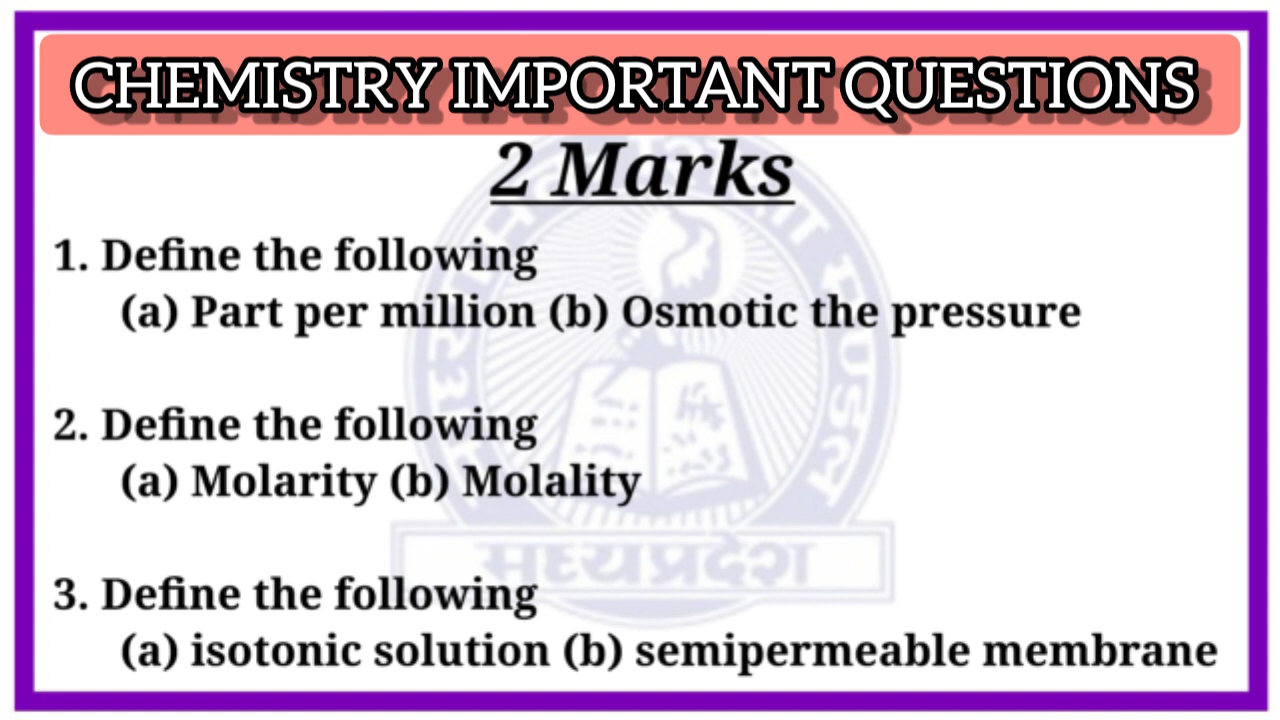 CHEMISTRY IMPORTANT QUESTIONS
2 Marks
1. Define the following
(a) Part per million (b) Osmotic the pressure
2. Define the following
(a) Molarity (b) Molality
3. Define the following
(a) isotonic solution (b) semipermeable membrane
मध्यप्रदेश